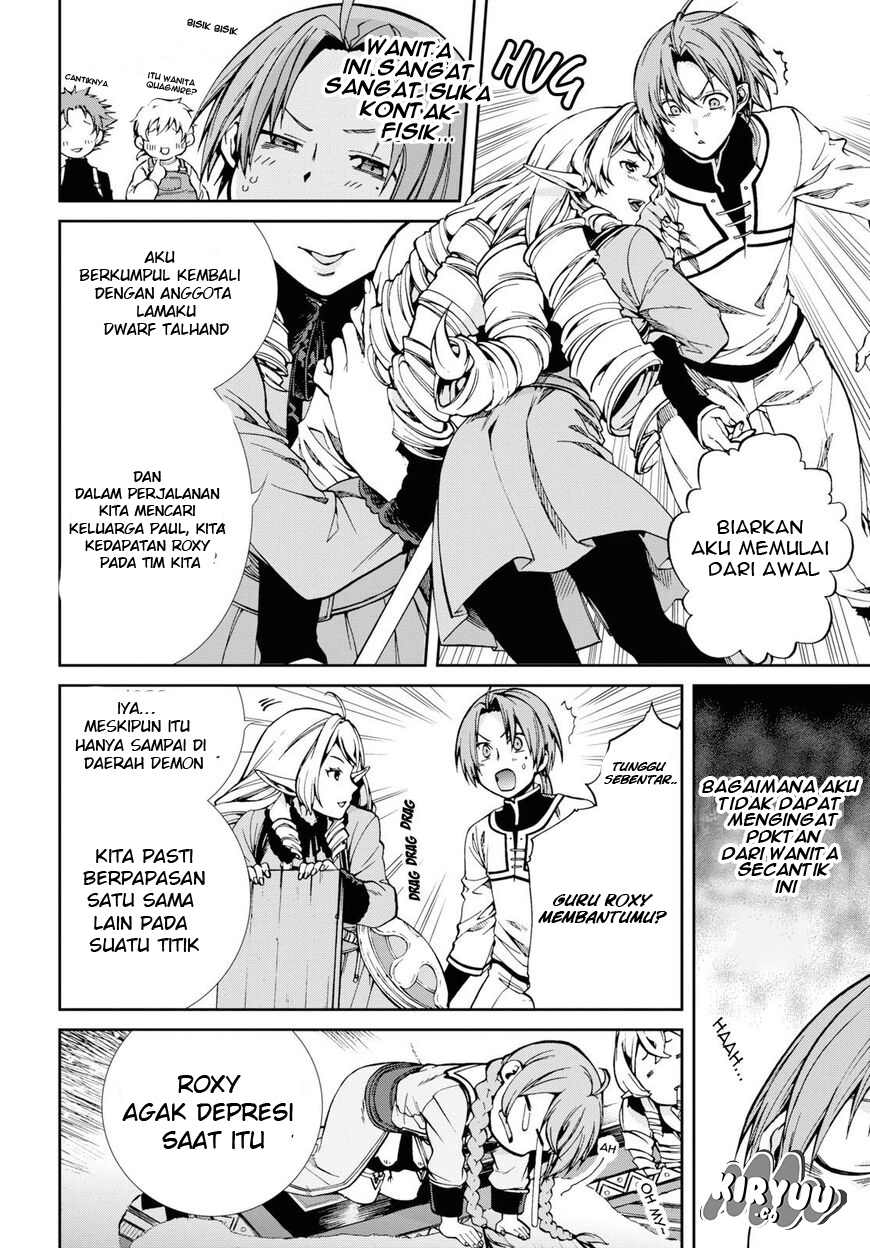 HUG
WANITA
INI SANGAT
SANGAT SUKA
KONTAK
FISIK...
BISIK BISIK
ITU WANITA
QUAGMIRE?
CANTIKNYA
BIARKAN
AKU MEMULAI
DARI AWAL
AKU
BERKUMPUL KEMBALI
DENGAN ANGGOTA
LAMAKU
DWARF TALHAND
DAN
DALAM PERJALANAN
KITA MENCARI
KELUARGA PAUL, KITA
KEDAPATAN ROXY
PADA TIM KITA
BAGAIMANA AKU
TIDAK DAPAT
MENGINGAT
PDKTAN
DARI WANITA
SECANTIK
INI
HAAH...
TUNGGU
SEBENTAR..
GURU ROXY
MEMBANTUMU?
DRAG DRAG DRAG
IYA...
MESKIPUN ITU
HANYA SAMPAI DI
DAERAH DEMON
KITA PASTI
BERPAPASAN
SATU SAMA
LAIN PADA
SUATU TITIK
ROXY
AGAK DEPRESI
SAAT ITU
AH
OH MY~
KIRYUU
.CO